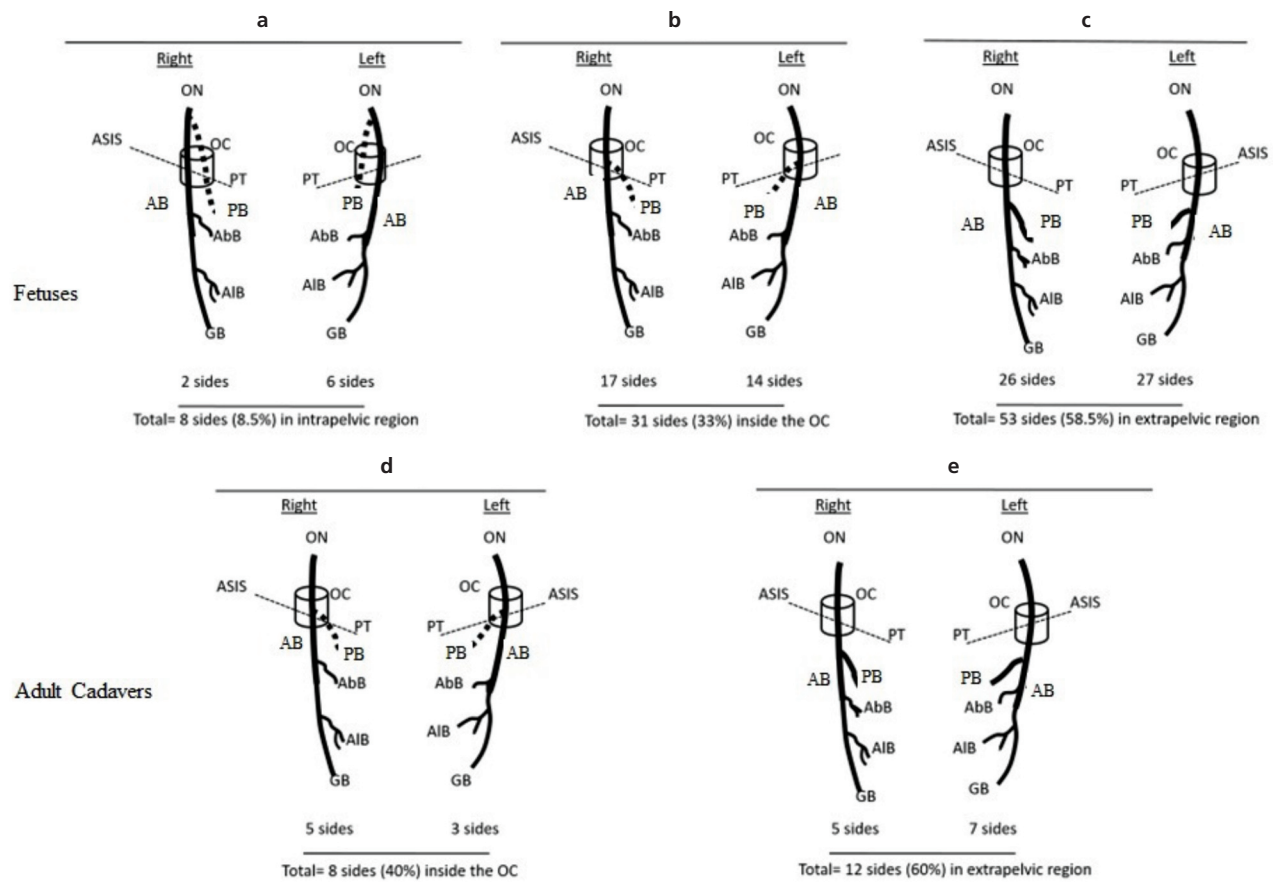 a
b
c
Right
Left
Right
Left
Right
Left
ON
ON
ON
ON
ON
ON
ASIS
OC
OC
ASIS
OC
OC
ASIS
OC
OC
ASIS
PT
PT
PT
PT
PT
PT
AB
PB
PB
AB
AB
PB
PB
AB
AB
PB
PB
AB
AbB
AbB
AbB
AbB
AbB
AbB
Fetuses
AlB
AlB
AlB
AlB
AlB
AlB
GB
GB
GB
GB
GB
GB
2 sides
6 sides
17 sides
14 sides
26 sides
27 sides
Total= 8 sides (8.5%) in intrapelvic region
Total= 31 sides (33%) inside the OC
Total= 53 sides (58.5%) in extrapelvic region
d
e
Right
Left
Right
Left
ON
ON
ON
ON
ASIS
OC
OC
ASIS
ASIS
OC
OC
ASIS
PT
PT
PT
PT
AB
PB
PB
AB
AB
PB
PB
AB
Adult Cadavers
AbB
AbB
AbB
AbB
AlB
AlB
AlB
AlB
GB
GB
GB
GB
5 sides
3 sides
5 sides
7 sides
Total= 8 sides (40%) inside the OC
Total= 12 sides (60%) in extrapelvic region